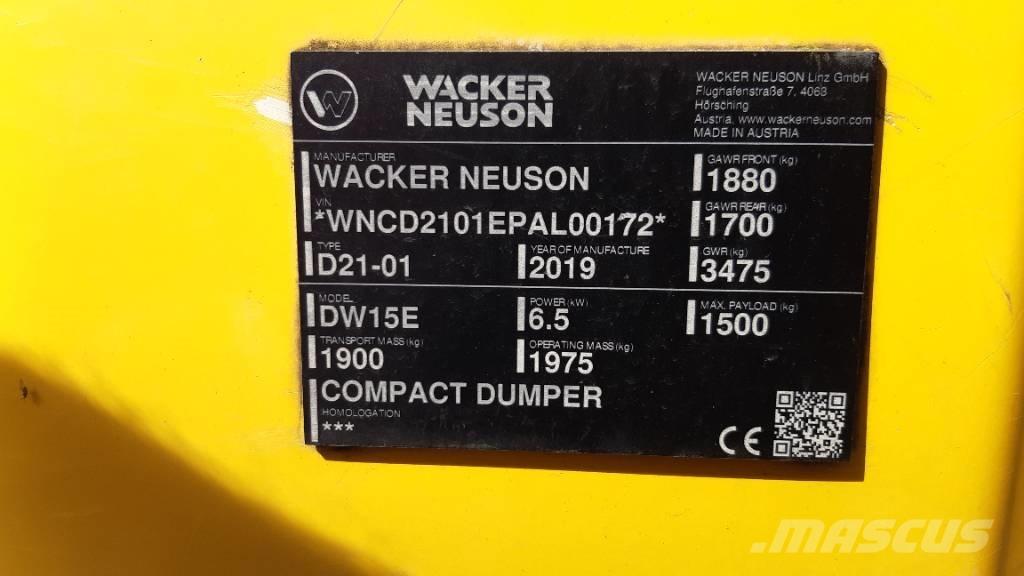 WACKER
NEUSON
WACKER NEUSON Linz GmbH
Flughafenstraße 7, 4063
Hörsching
Austria, www.wackerneuson.com
MADE IN AUSTRIA
MANUFACTURER
WACKER NEUSON
GAWR FRONT (kg)
1880
VIN
*WNCD2101EPAL00172*
GAWR REAR (kg)
1700
TYPE
D21-01
YEAR OF MANUFACTURE
2019
GWR (kg)
3475
MODEL
DW15E
POWER (kW)
6.5
MAX. PAYLOAD (kg)
1500
TRANSPORT MASS (kg)
1900
OPERATING MASS (kg)
1975
COMPACT DUMPER
HOMOLOGATION
***
CE
MASCUS